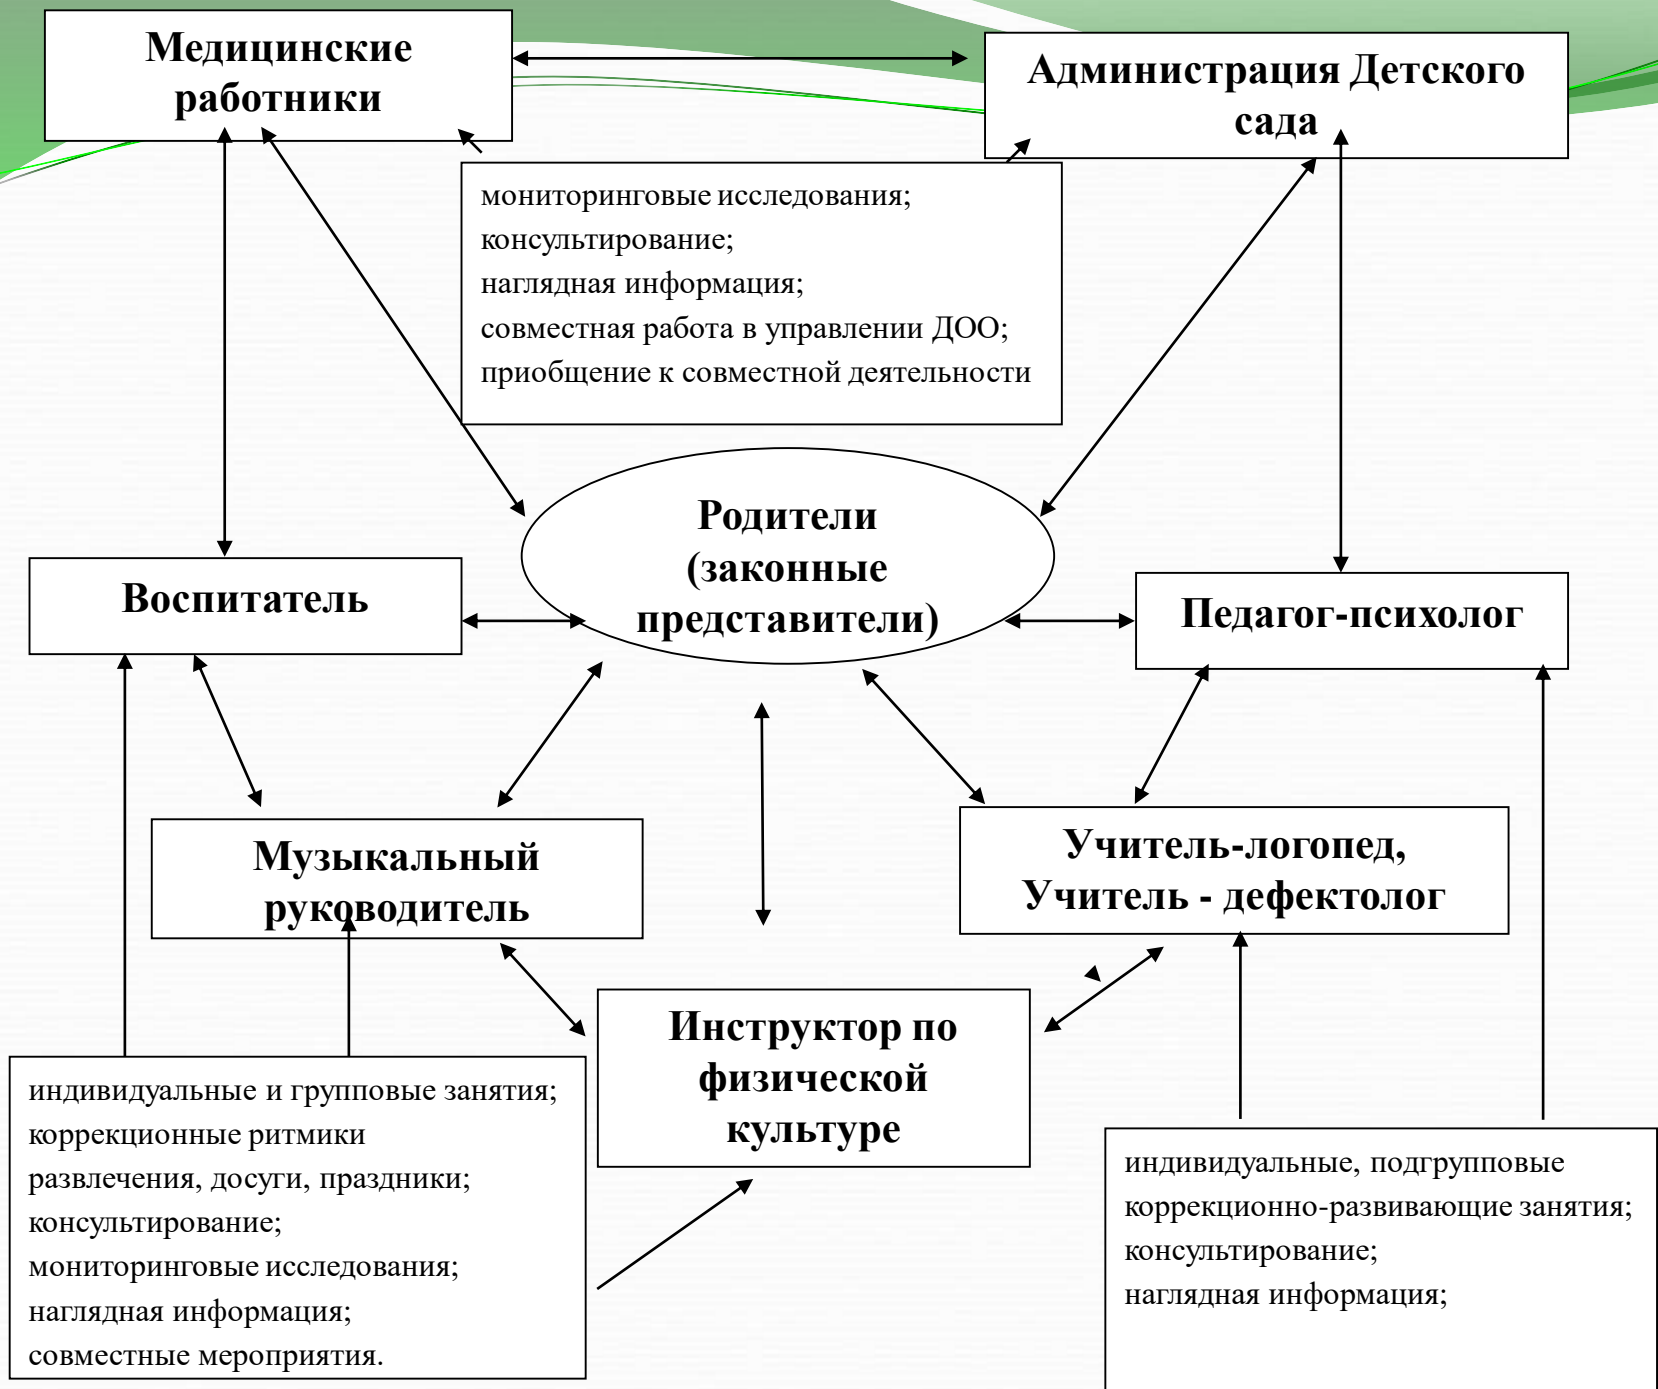 Медицинские
работники
Администрация Детского
сада
мониторинговые исследования;
консультирование;
наглядная информация;
совместная работа в управлении ДОО;
приобщение к совместной деятельности
Родители
(законные
представители)
Воспитатель
Педагог-психолог
Музыкальный
руководитель
Учитель-логопед,
Учитель - дефектолог
Инструктор по
физической
культуре
индивидуальные и групповые занятия;
коррекционные ритмики
развлечения, досуги, праздники;
консультирование;
мониторинговые исследования;
наглядная информация;
совместные мероприятия.
индивидуальные, подгрупповые
коррекционно-развивающие занятия;
консультирование;
наглядная информация;